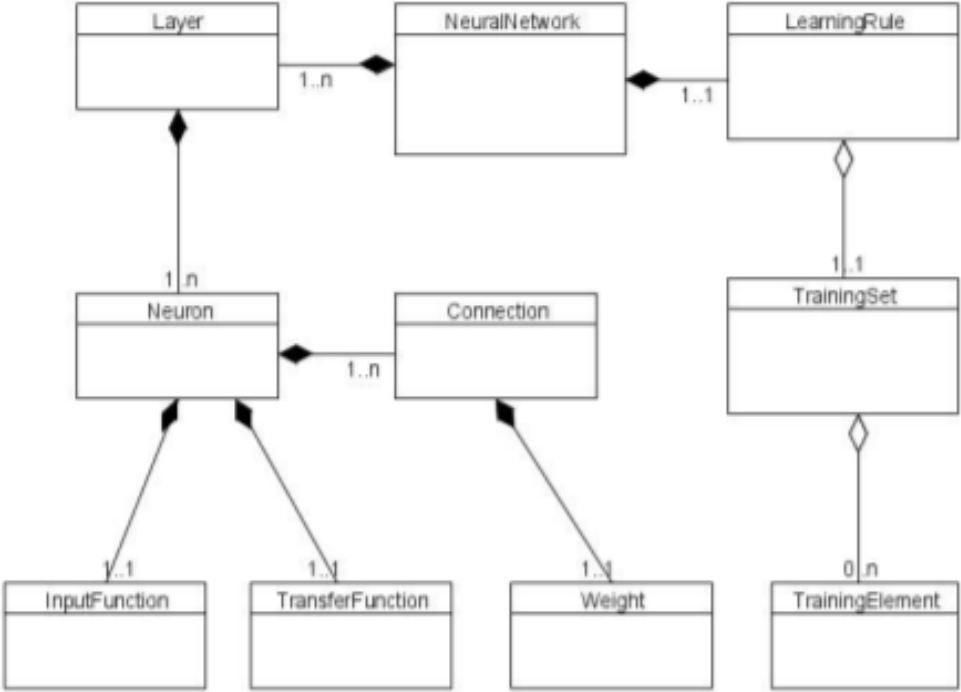 Layer
NeuralNetwork
LearningRule
1..n
1..1
1..n
1..1
Neuron
Connection
TrainingSet
1..n
1..1
1..1
1..1
0..n
InputFunction
TransferFunction
Weight
TrainingElement